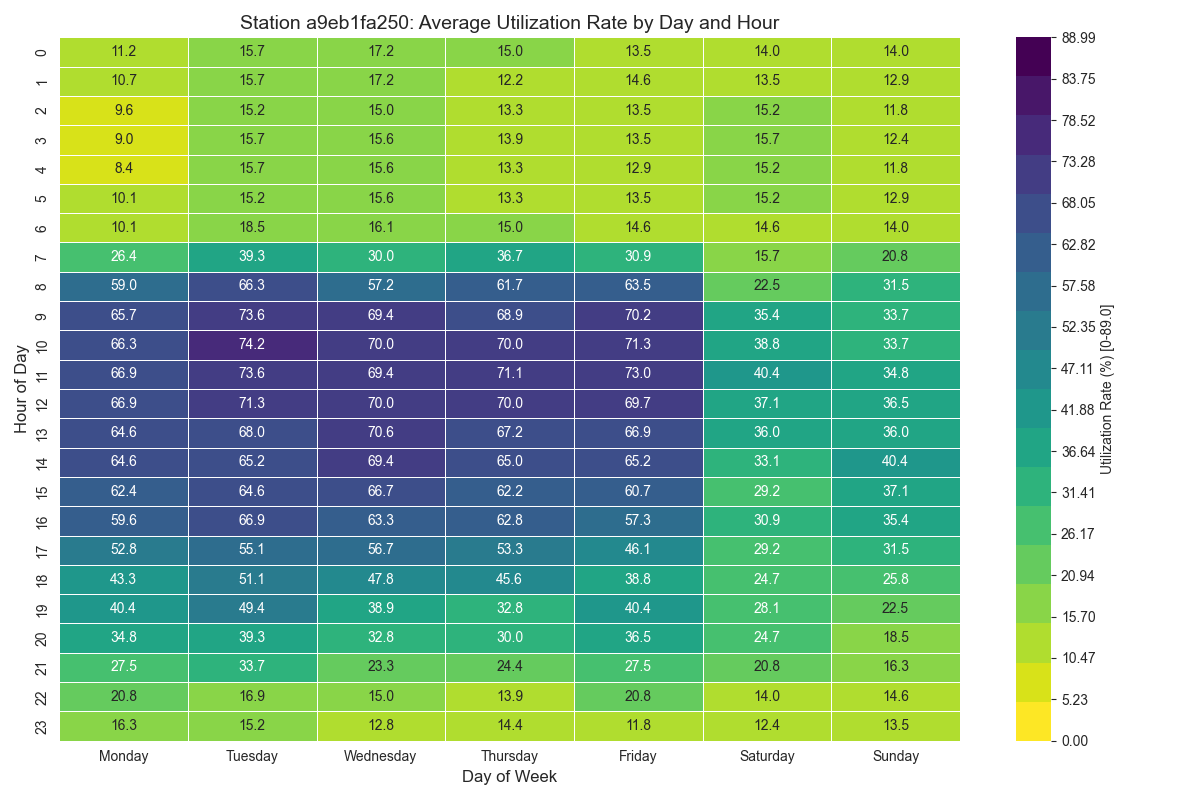 Station a9eb1fa250: Average Utilization Rate by Day and Hour
0 11.2 15.7 17.2 15.0 13.5 14.0 14.0
1 10.7 15.7 17.2 12.2 14.6 13.5 12.9
2 9.6 15.2 15.0 13.3 13.5 15.2 11.8
3 9.0 15.7 15.6 13.9 13.5 15.7 12.4
4 8.4 15.7 15.6 13.3 12.9 15.2 11.8
5 10.1 15.2 15.6 13.3 13.5 15.2 12.9
6 10.1 18.5 16.1 15.0 14.6 14.6 14.0
7 26.4 39.3 30.0 36.7 30.9 15.7 20.8
8 59.0 66.3 57.2 61.7 63.5 22.5 31.5
9 65.7 73.6 69.4 68.9 70.2 35.4 33.7
10 66.3 74.2 70.0 70.0 71.3 38.8 33.7
11 66.9 73.6 69.4 71.1 73.0 40.4 34.8
12 66.9 71.3 70.0 70.0 69.7 37.1 36.5
13 64.6 68.0 70.6 67.2 66.9 36.0 36.0
14 64.6 65.2 69.4 65.0 65.2 33.1 40.4
15 62.4 64.6 66.7 62.2 60.7 29.2 37.1
16 59.6 66.9 63.3 62.8 57.3 30.9 35.4
17 52.8 55.1 56.7 53.3 46.1 29.2 31.5
18 43.3 51.1 47.8 45.6 38.8 24.7 25.8
19 40.4 49.4 38.9 32.8 40.4 28.1 22.5
20 34.8 39.3 32.8 30.0 36.5 24.7 18.5
21 27.5 33.7 23.3 24.4 27.5 20.8 16.3
22 20.8 16.9 15.0 13.9 20.8 14.0 14.6
23 16.3 15.2 12.8 14.4 11.8 12.4 13.5
Monday Tuesday Wednesday Thursday Friday Saturday Sunday
Day of Week
Hour of Day
88.99
83.75
78.52
73.28
68.05
62.82
57.58
52.35
47.11
41.88
36.64
31.41
26.17
20.94
15.70
10.47
5.23
0.00
Utilization Rate (%) [0-89.0]